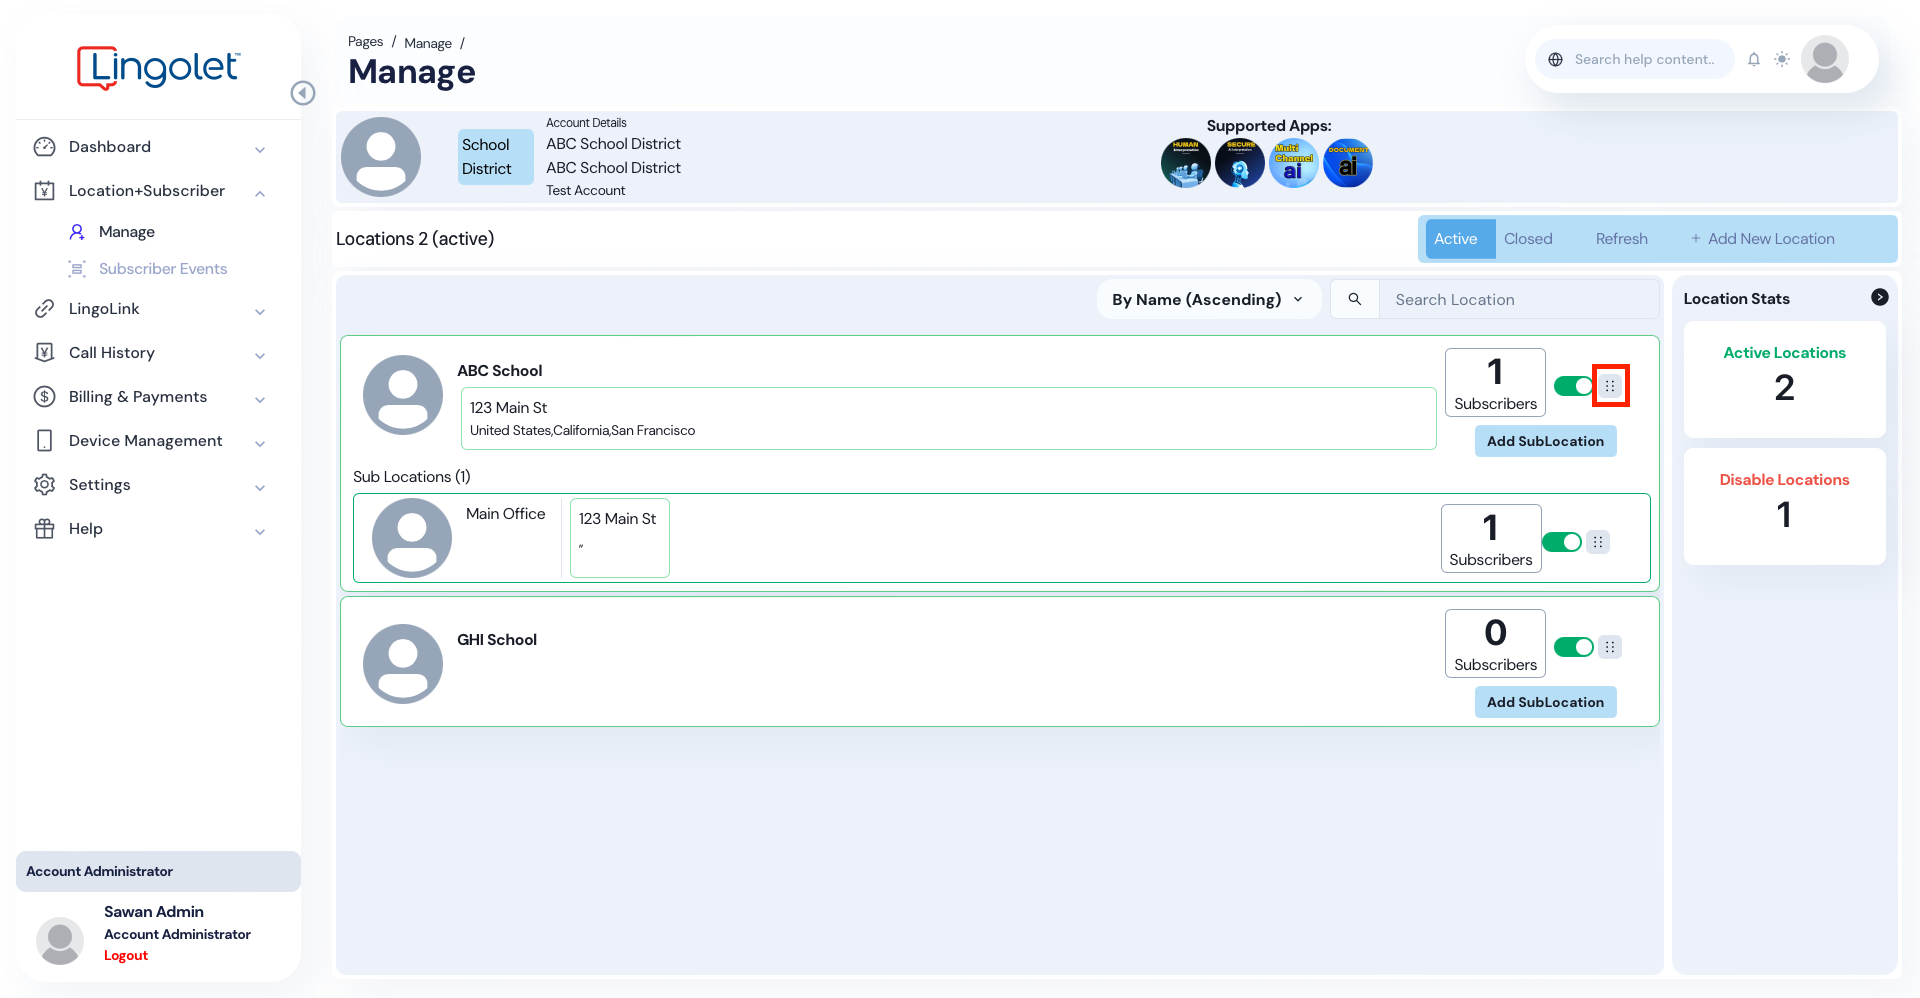 Lingolet™
Dashboard
Location+Subscriber
Manage
Subscriber Events
LingoLink
Call History
Billing & Payments
Device Management
Settings
Help
Account Administrator
Sawan Admin
Account Administrator
Logout
Pages / Manage /
Manage
Search help content..
School
District
Account Details
ABC School District
ABC School District
Test Account
Supported Apps:
HUMAN
Interpretation
SECURE
AI Interpretation
Multi
Channel
ai
DOCUMENT
ai
Locations 2 (active)
Active
Closed
Refresh
+ Add New Location
By Name (Ascending)
Search Location
ABC School
123 Main St
United States,California,San Francisco
1
Subscribers
Add SubLocation
Sub Locations (1)
Main Office
123 Main St
,,
1
Subscribers
GHI School
0
Subscribers
Add SubLocation
Location Stats
Active Locations
2
Disable Locations
1